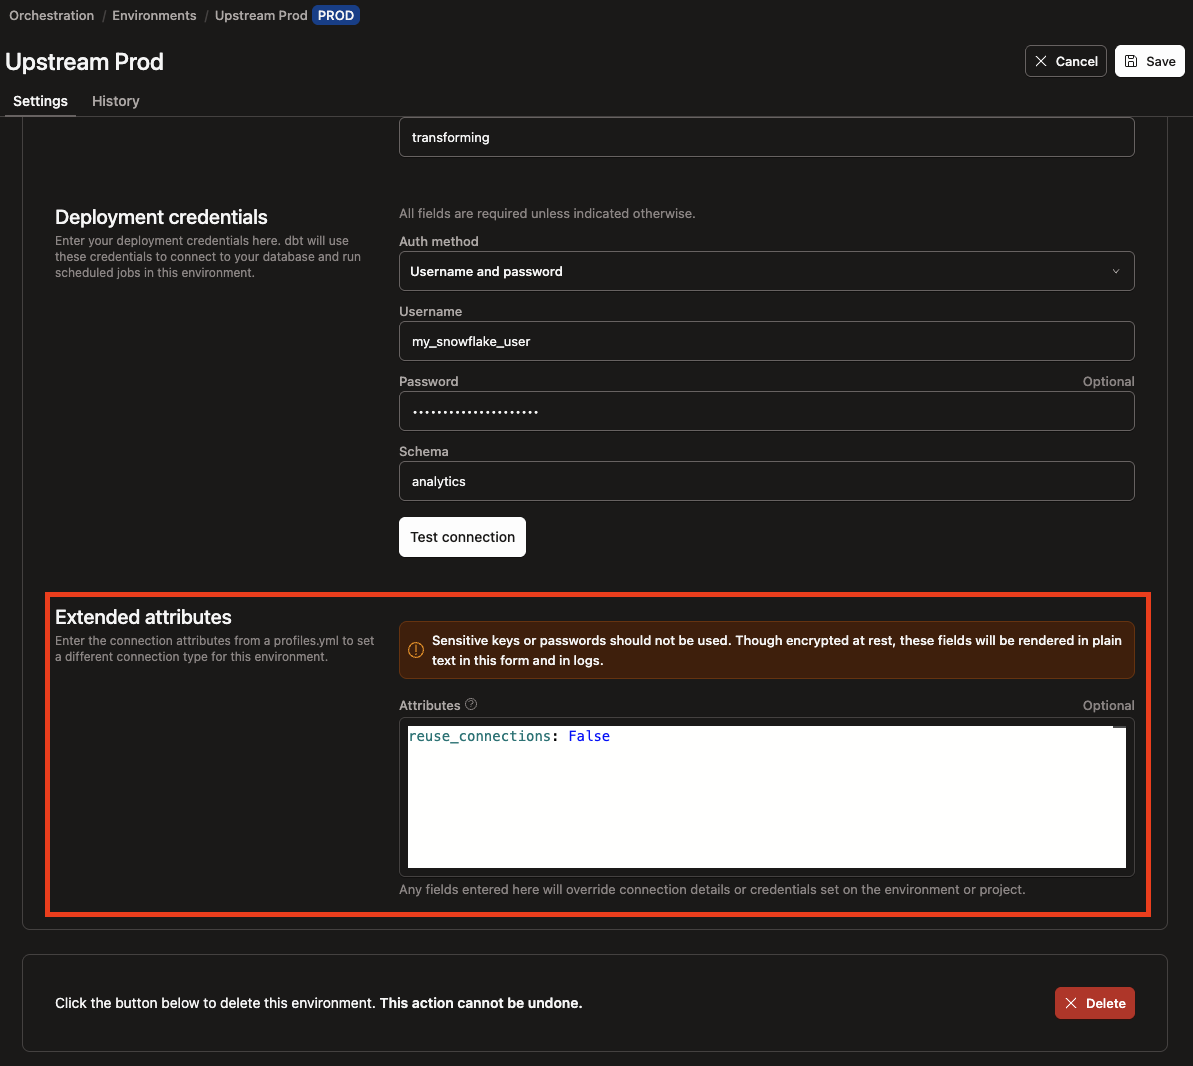 Orchestration / Environments / Upstream Prod PROD
Upstream Prod
Cancel
Save
Settings
History
transforming
Deployment credentials
Enter your deployment credentials here. dbt will use
these credentials to connect to your database and run
scheduled jobs in this environment.
All fields are required unless indicated otherwise.
Auth method
Username and password
Username
my_snowflake_user
Password
Optional
•••••••••••••••••••••
Schema
analytics
Test connection
Extended attributes
Enter the connection attributes from a profiles.yml to set
a different connection type for this environment.
Sensitive keys or passwords should not be used. Though encrypted at rest, these fields will be rendered in plain
text in this form and in logs.
Attributes
Optional
reuse_connections: False
Any fields entered here will override connection details or credentials set on the environment or project.
Click the button below to delete this environment. This action cannot be undone.
Delete